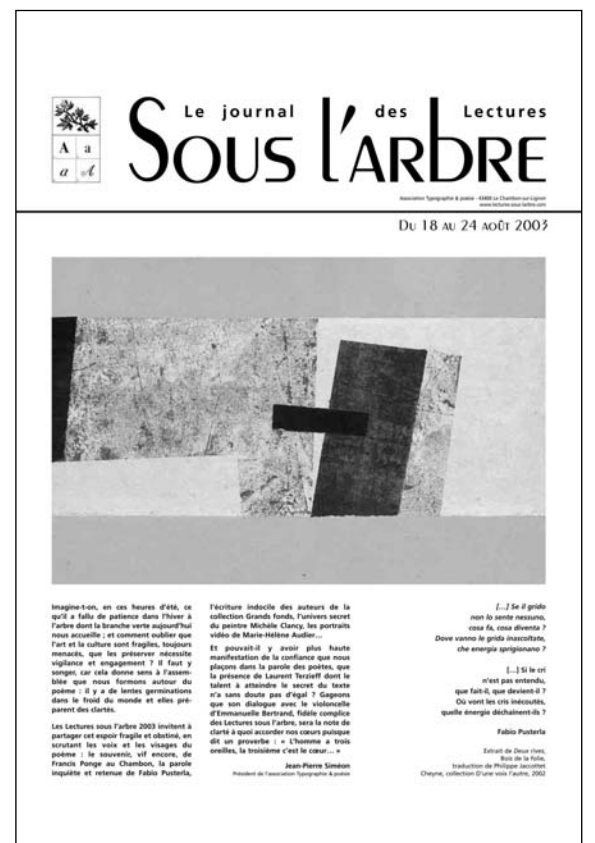 A a
a A
Le journal des Lectures
SOUS l'ARbRE
Association Typographie & poésie - 43400 Le Chambon-sur-Lignon
www.lectures-sous-larbre.com
DU 18 AU 24 AOÛT 2003
Imagine-t-on, en ces heures d'été, ce
qu'il a fallu de patience dans l'hiver à
l'arbre dont la branche verte aujourd'hui
nous accueille ; et comment oublier que
l'art et la culture sont fragiles, toujours
menacés, que les préserver nécessite
vigilance et engagement ? Il faut y
songer, car cela donne sens à l'assem-
blée que nous formons autour du
poème : il y a de lentes germinations
dans le froid du monde et elles pré-
parent des clartés.
Les Lectures sous l'arbre 2003 invitent à
partager cet espoir fragile et obstiné, en
scrutant les voix et les visages du
poème : le souvenir, vif encore, de
Francis Ponge au Chambon, la parole
inquiète et retenue de Fabio Pusterla,
l'écriture indocile des auteurs de la
collection Grands fonds, l'univers secret
du peintre Michèle Clancy, les portraits
vidéo de Marie-Hélène Audier...
Et pouvait-il y avoir plus haute
manifestation de la confiance que nous
plaçons dans la parole des poètes, que
la présence de Laurent Terzieff dont le
talent à atteindre le secret du texte
n'a sans doute pas d'égal ? Gageons
que son dialogue avec le violoncelle
d'Emmanuelle Bertrand, fidèle complice
des Lectures sous l'arbre, sera la note de
clarté à quoi accorder nos cœurs puisque
dit un proverbe : « L'homme a trois
oreilles, la troisième c'est le cœur... »
Jean-Pierre Siméon
Président de l'association Typographie & poésie
[...] Se il grido
non lo sente nessuno,
cosa fa, cosa diventa ?
Dove vanno le grida inascoltate,
che energia sprigionano ?
[...] Si le cri
n'est pas entendu,
que fait-il, que devient-il ?
Où vont les cris inécoutés,
quelle énergie déchaînent-ils ?
Fabio Pusterla
Extrait de Deux rives,
Bois de la folie,
traduction de Philippe Jaccottet
Cheyne, collection D'une voix l'autre, 2002